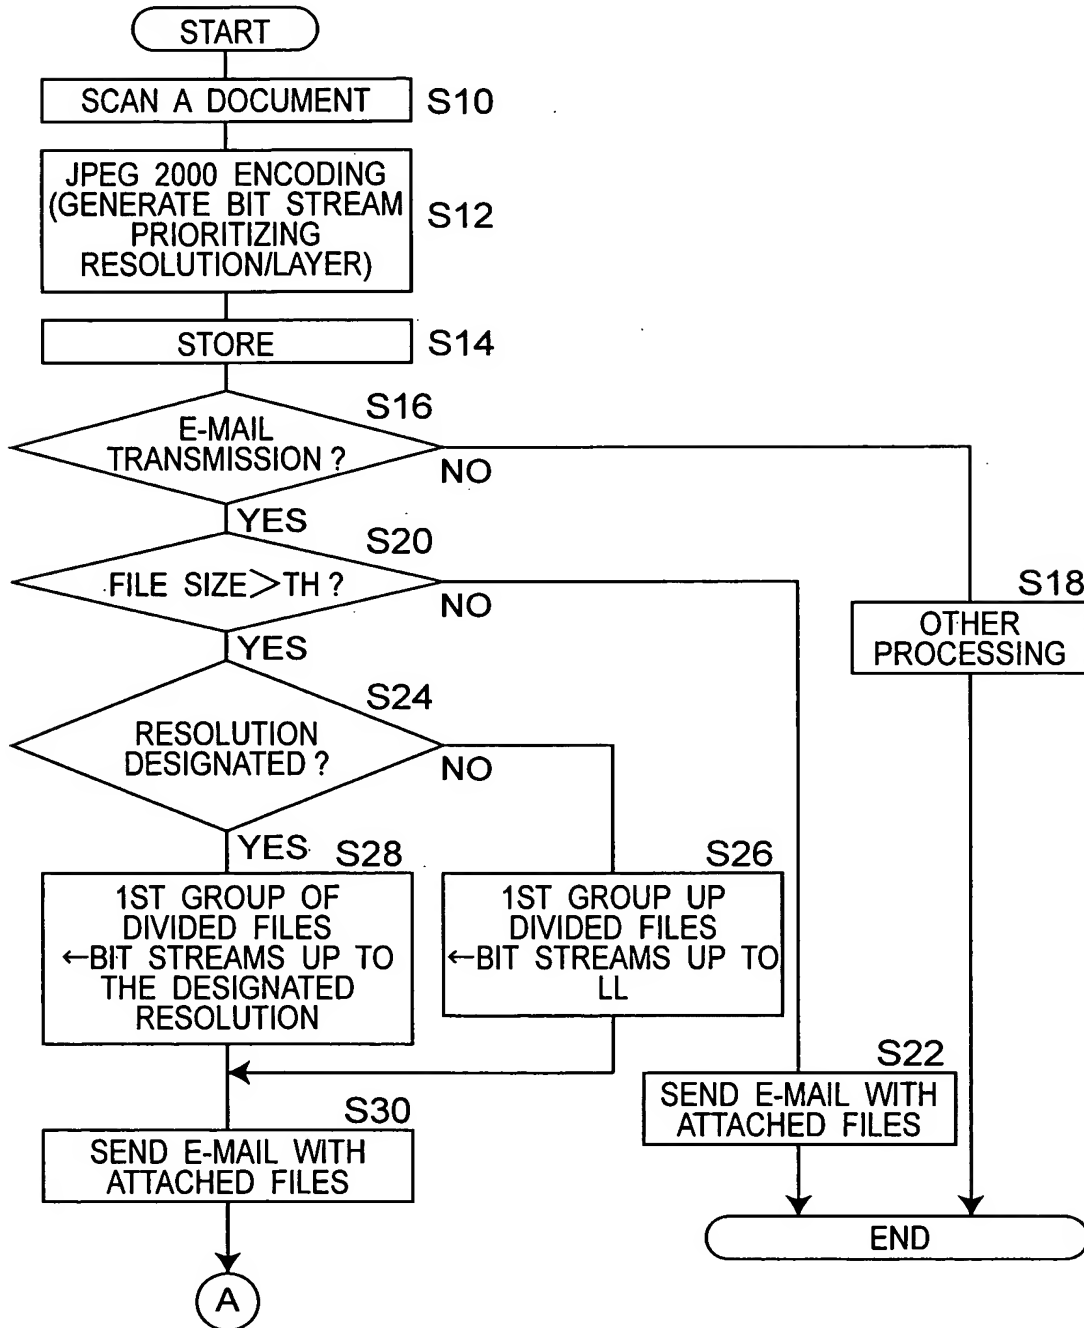 START
SCAN A DOCUMENT
S10
JPEG 2000 ENCODING
(GENERATE BIT STREAM
PRIORITIZING
RESOLUTION/LAYER)
S12
STORE
S14
S16
E-MAIL
TRANSMISSION ?
NO
YES
S20
FILE SIZE>TH ?
NO
YES
S18
OTHER
PROCESSING
S24
RESOLUTION
DESIGNATED ?
NO
YES
S28
1ST GROUP OF
DIVIDED FILES
←BIT STREAMS UP TO
THE DESIGNATED
RESOLUTION
S26
1ST GROUP UP
DIVIDED FILES
←BIT STREAMS UP TO
LL
S22
SEND E-MAIL WITH
ATTACHED FILES
S30
SEND E-MAIL WITH
ATTACHED FILES
END
A